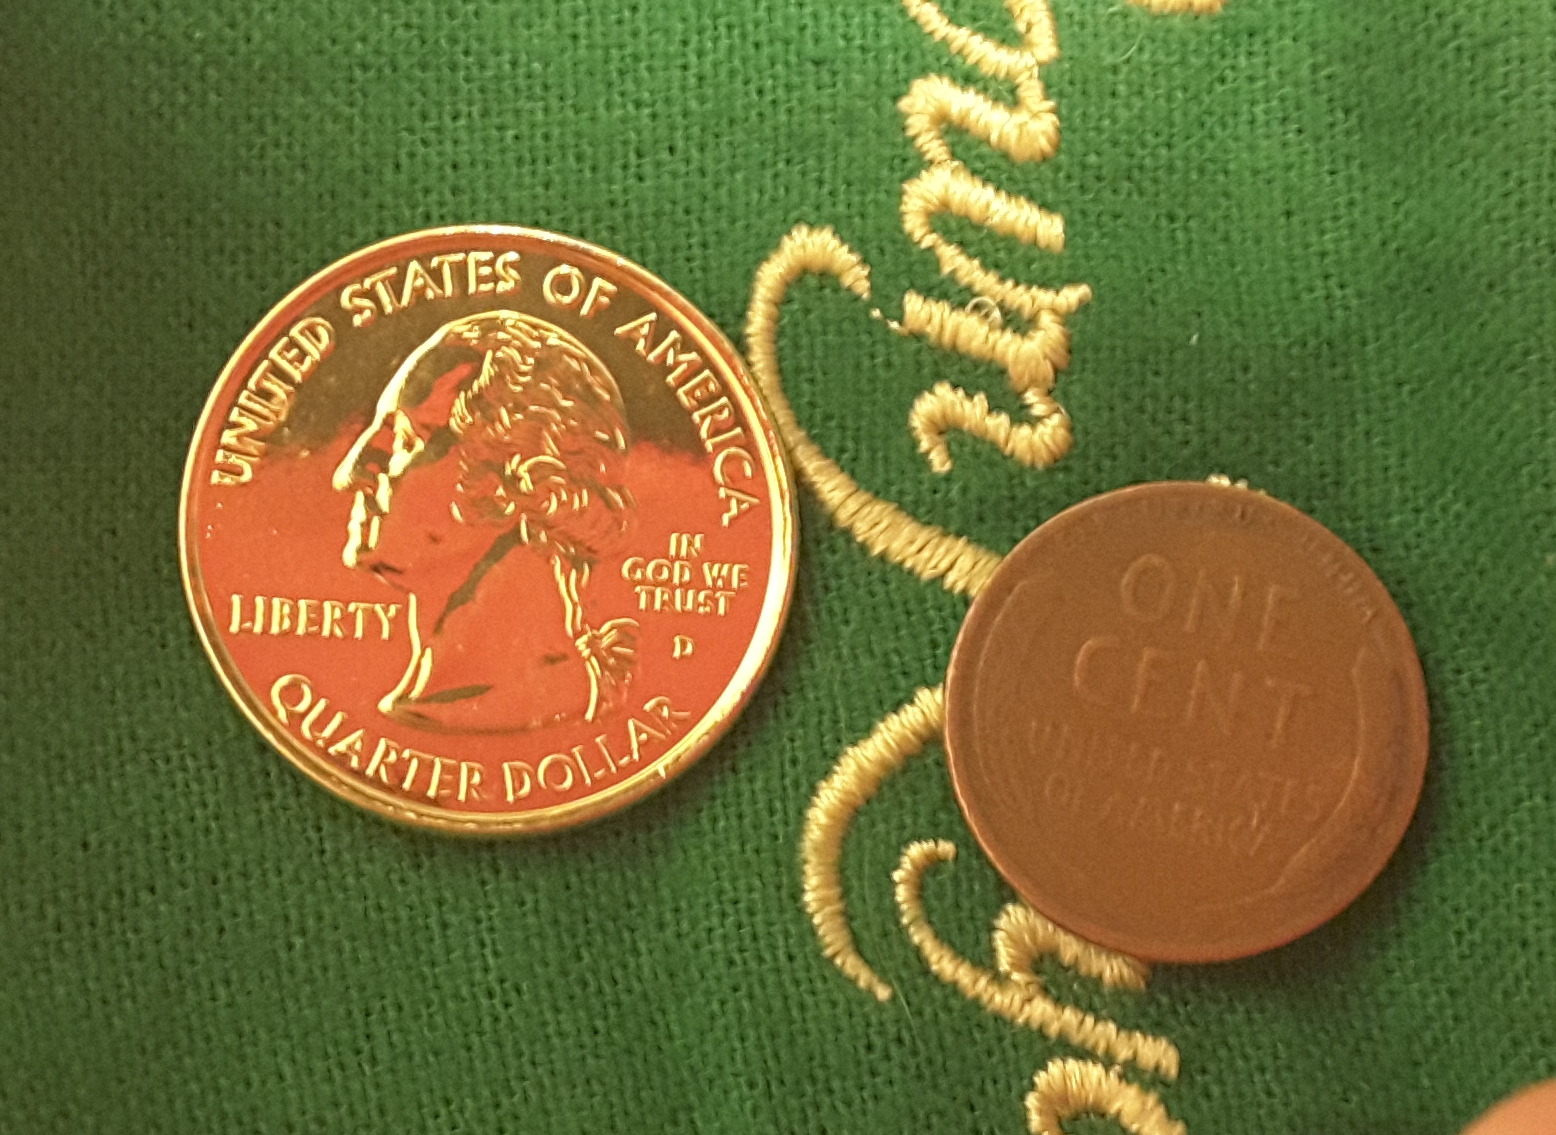 UNITED STATES OF AMERICA
LIBERTY
IN
GOD WE
TRUST
D
QUARTER DOLLAR
ONE
CENT
UNITED STATES
OF AMERICA